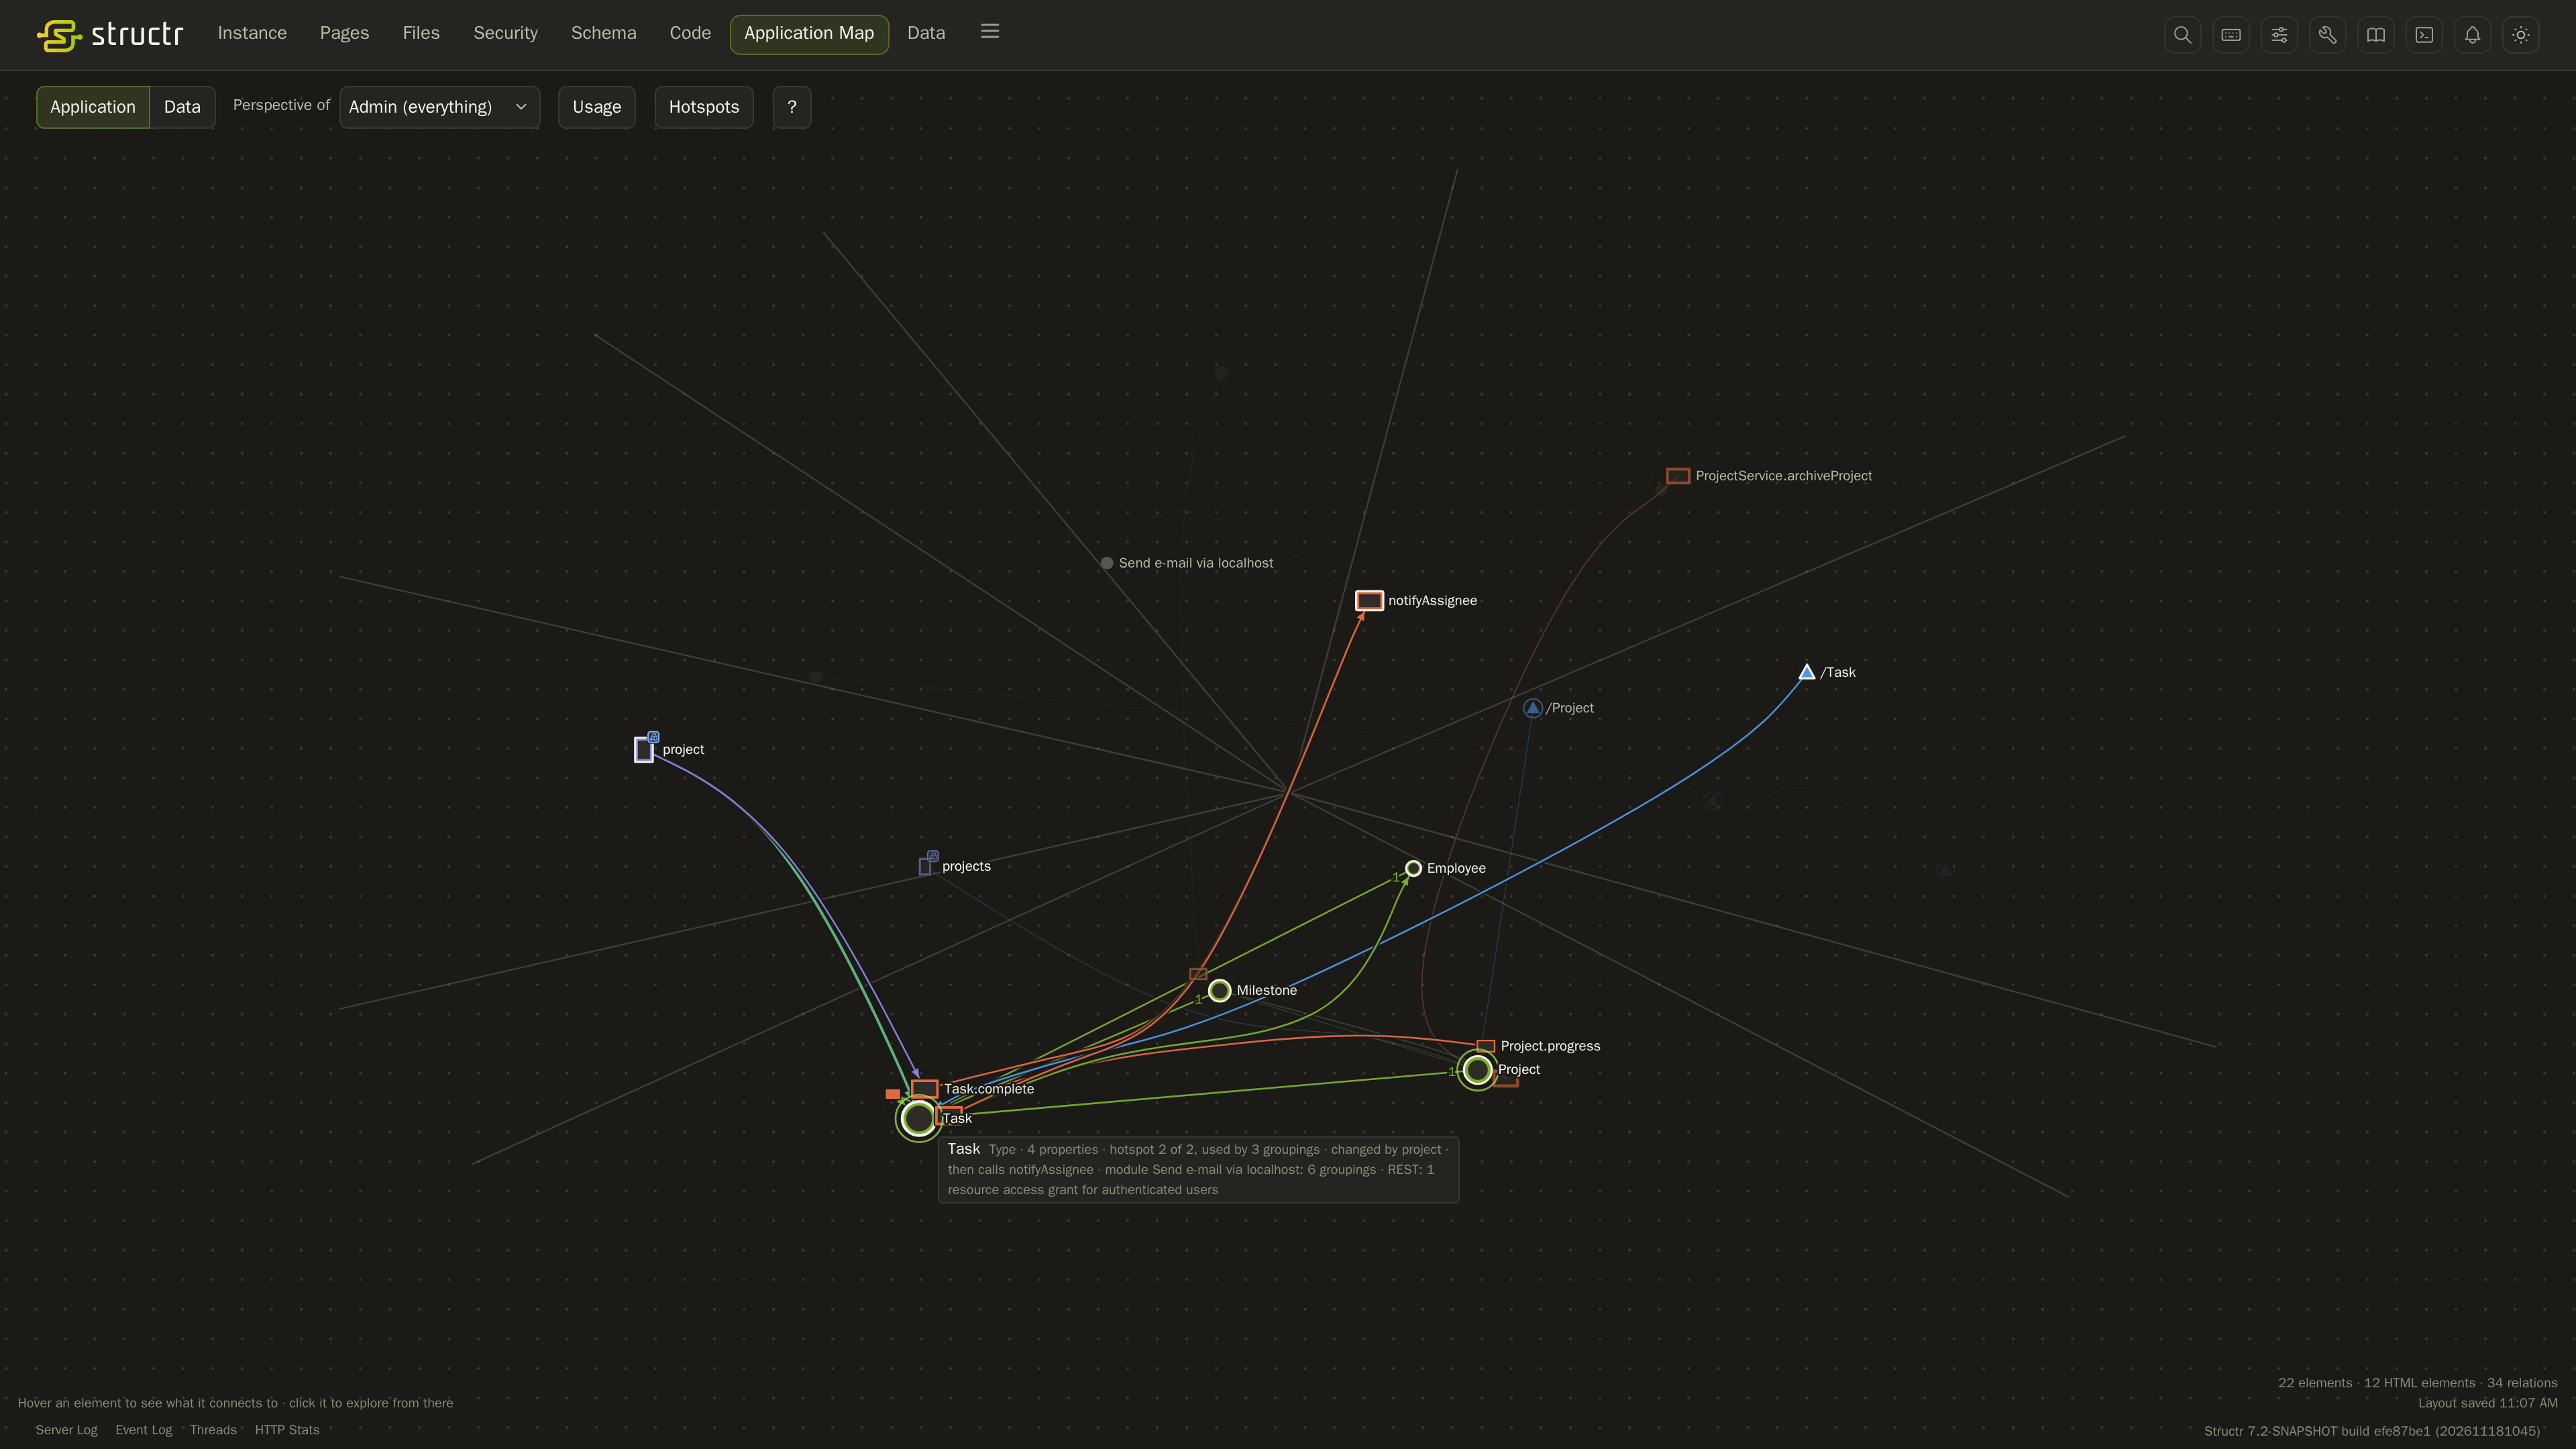 structr
Instance Pages Files Security Schema Code Application Map Data
Application Data Perspective of Admin (everything) Usage Hotspots ?
ProjectService.archiveProject
Send e-mail via localhost
notifyAssignee
/Task
/Project
project
projects
Employee
1
Milestone
1
Project.progress
Project
1
Task.complete
Task
Task Type · 4 properties · hotspot 2 of 2, used by 3 groupings · changed by project ·
then calls notifyAssignee · module Send e-mail via localhost: 6 groupings · REST: 1
resource access grant for authenticated users
22 elements · 12 HTML elements · 34 relations
Hover an element to see what it connects to · click it to explore from there
Layout saved 11:07 AM
Server Log Event Log Threads HTTP Stats
Structr 7.2-SNAPSHOT build efe87be1 (202611181045)